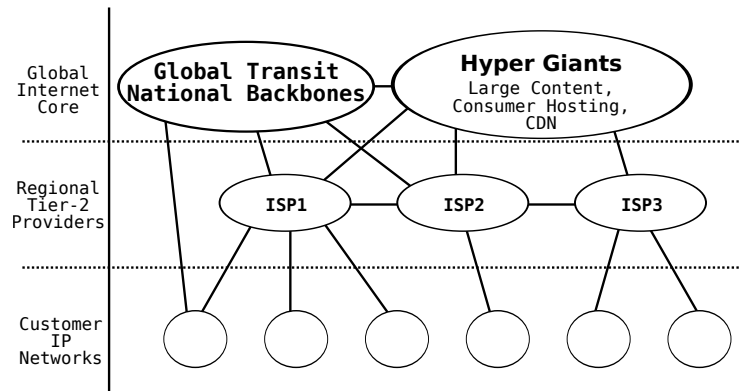 Global
Internet
Core
Global Transit
National Backbones
Hyper Giants
Large Content,
Consumer Hosting,
CDN
Regional
Tier-2
Providers
ISP1
ISP2
ISP3
Customer
IP
Networks